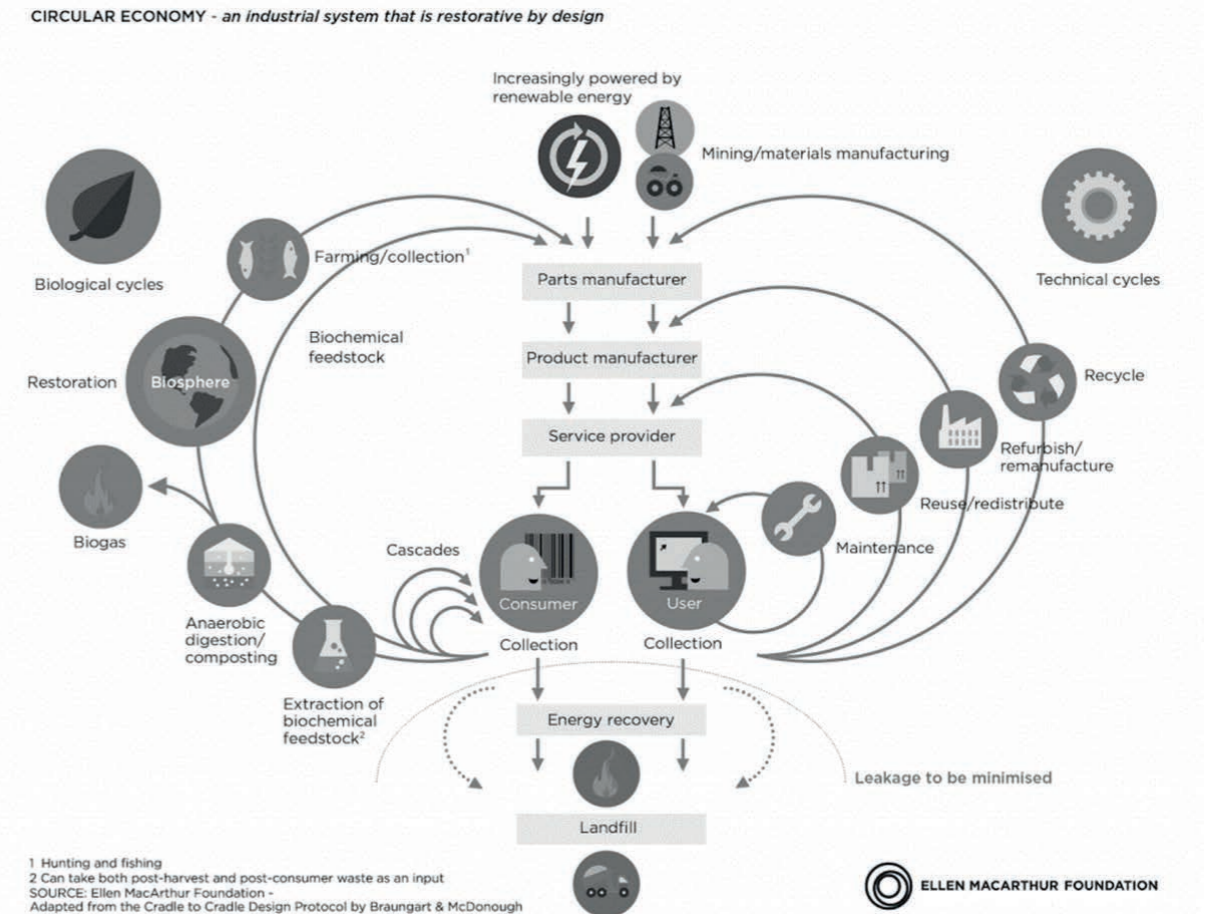 CIRCULAR ECONOMY - an industrial system that is restorative by design
Increasingly powered by
renewable energy
Mining/materials manufacturing
Biological cycles
Farming/collection¹
Parts manufacturer
Technical cycles
Biochemical
feedstock
Product manufacturer
Restoration
Biosphere
Recycle
Service provider
Refurbish/
remanufacture
Reuse/redistribute
Biogas
Cascades
Maintenance
Consumer
User
Anaerobic
digestion/
composting
Collection
Collection
Extraction of
biochemical
feedstock²
Energy recovery
Leakage to be minimised
Landfill
1 Hunting and fishing
2 Can take both post-harvest and post-consumer waste as an input
SOURCE: Ellen MacArthur Foundation -
Adapted from the Cradle to Cradle Design Protocol by Braungart & McDonough
ELLEN MACARTHUR FOUNDATION